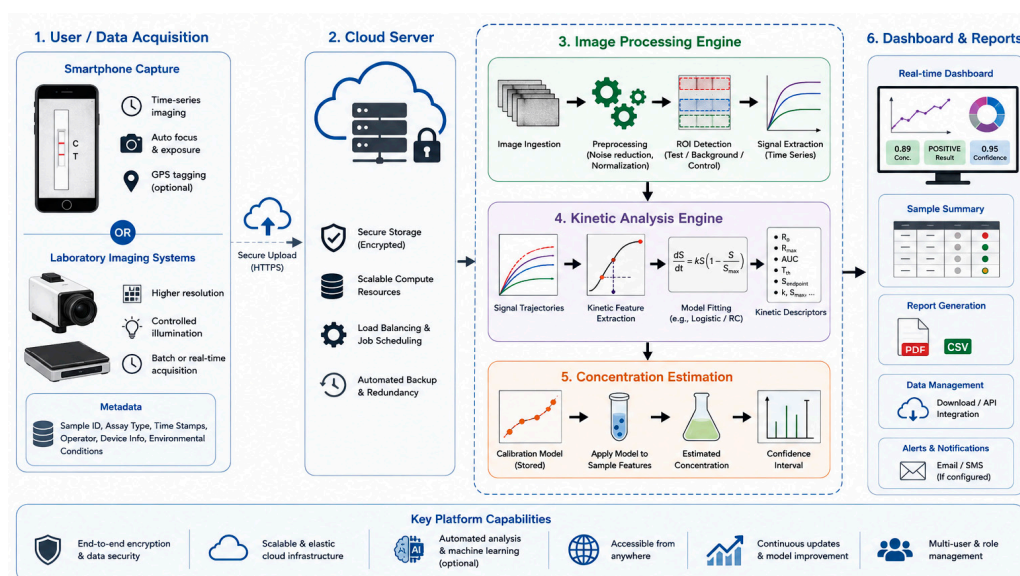 1. User / Data Acquisition
Smartphone Capture
C
T
Time-series
imaging
Auto focus
& exposure
GPS tagging
(optional)
OR
Laboratory Imaging Systems
Higher resolution
Controlled
illumination
Batch or real-time
acquisition
Metadata
Sample ID, Assay Type, Time Stamps,
Operator, Device Info, Environmental
Conditions
Secure Upload
(HTTPS)
2. Cloud Server
Secure Storage
(Encrypted)
Scalable Compute
Resources
Load Balancing &
Job Scheduling
Automated Backup
& Redundancy
3. Image Processing Engine
Image Ingestion
Preprocessing
(Noise reduction,
Normalization)
ROI Detection
(Test / Background /
Control)
Signal Extraction
(Time Series)
4. Kinetic Analysis Engine
Signal Trajectories
Kinetic Feature
Extraction
dS/dt = kS(1 − S/Smax)
Model Fitting
(e.g., Logistic / RC)
• R0
• Rmax
• AUC
• Tth
• Sendpoint
• k, Smax, ...
Kinetic Descriptors
5. Concentration Estimation
Calibration Model
(Stored)
Apply Model to
Sample Features
Estimated
Concentration
Confidence
Interval
6. Dashboard & Reports
Real-time Dashboard
0.89
Conc.
POSITIVE
Result
0.95
Confidence
Sample Summary
Report Generation
PDF
CSV
Data Management
Download / API
Integration
Alerts & Notifications
Email / SMS
(If configured)
Key Platform Capabilities
End-to-end encryption
& data security
Scalable & elastic
cloud infrastructure
AI
Automated analysis
& machine learning
(optional)
Accessible from
anywhere
Continuous updates
& model improvement
Multi-user & role
management